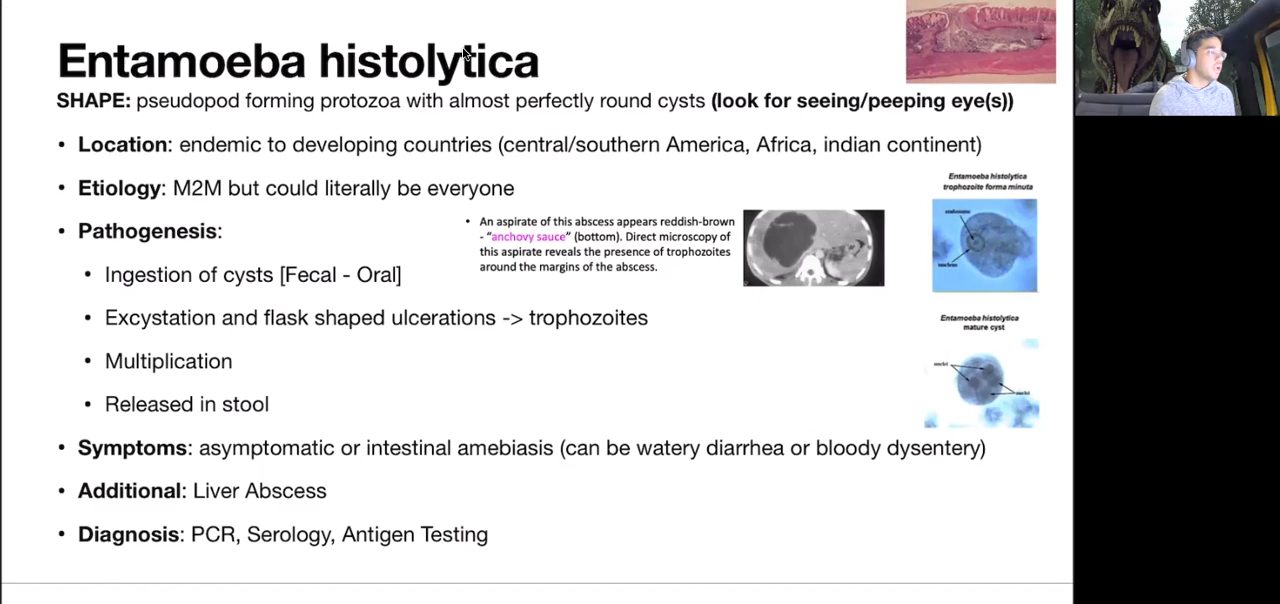 Entamoeba histolytica
SHAPE: pseudopod forming protozoa with almost perfectly round cysts (look for seeing/peeping eye(s))
• Location: endemic to developing countries (central/southern America, Africa, indian continent)
• Etiology: M2M but could literally be everyone
• Pathogenesis:
• Ingestion of cysts [Fecal - Oral]
• Excystation and flask shaped ulcerations -> trophozoites
• Multiplication
• Released in stool
• Symptoms: asymptomatic or intestinal amebiasis (can be watery diarrhea or bloody dysentery)
• Additional: Liver Abscess
• Diagnosis: PCR, Serology, Antigen Testing
• An aspirate of this abscess appears reddish-brown
- “anchovy sauce” (bottom). Direct microscopy of
this aspirate reveals the presence of trophozoites
around the margins of the abscess.
Entamoeba histolytica
trophozoite forma minuta
nucleus
Entamoeba histolytica
mature cyst
nuclei
nuclei